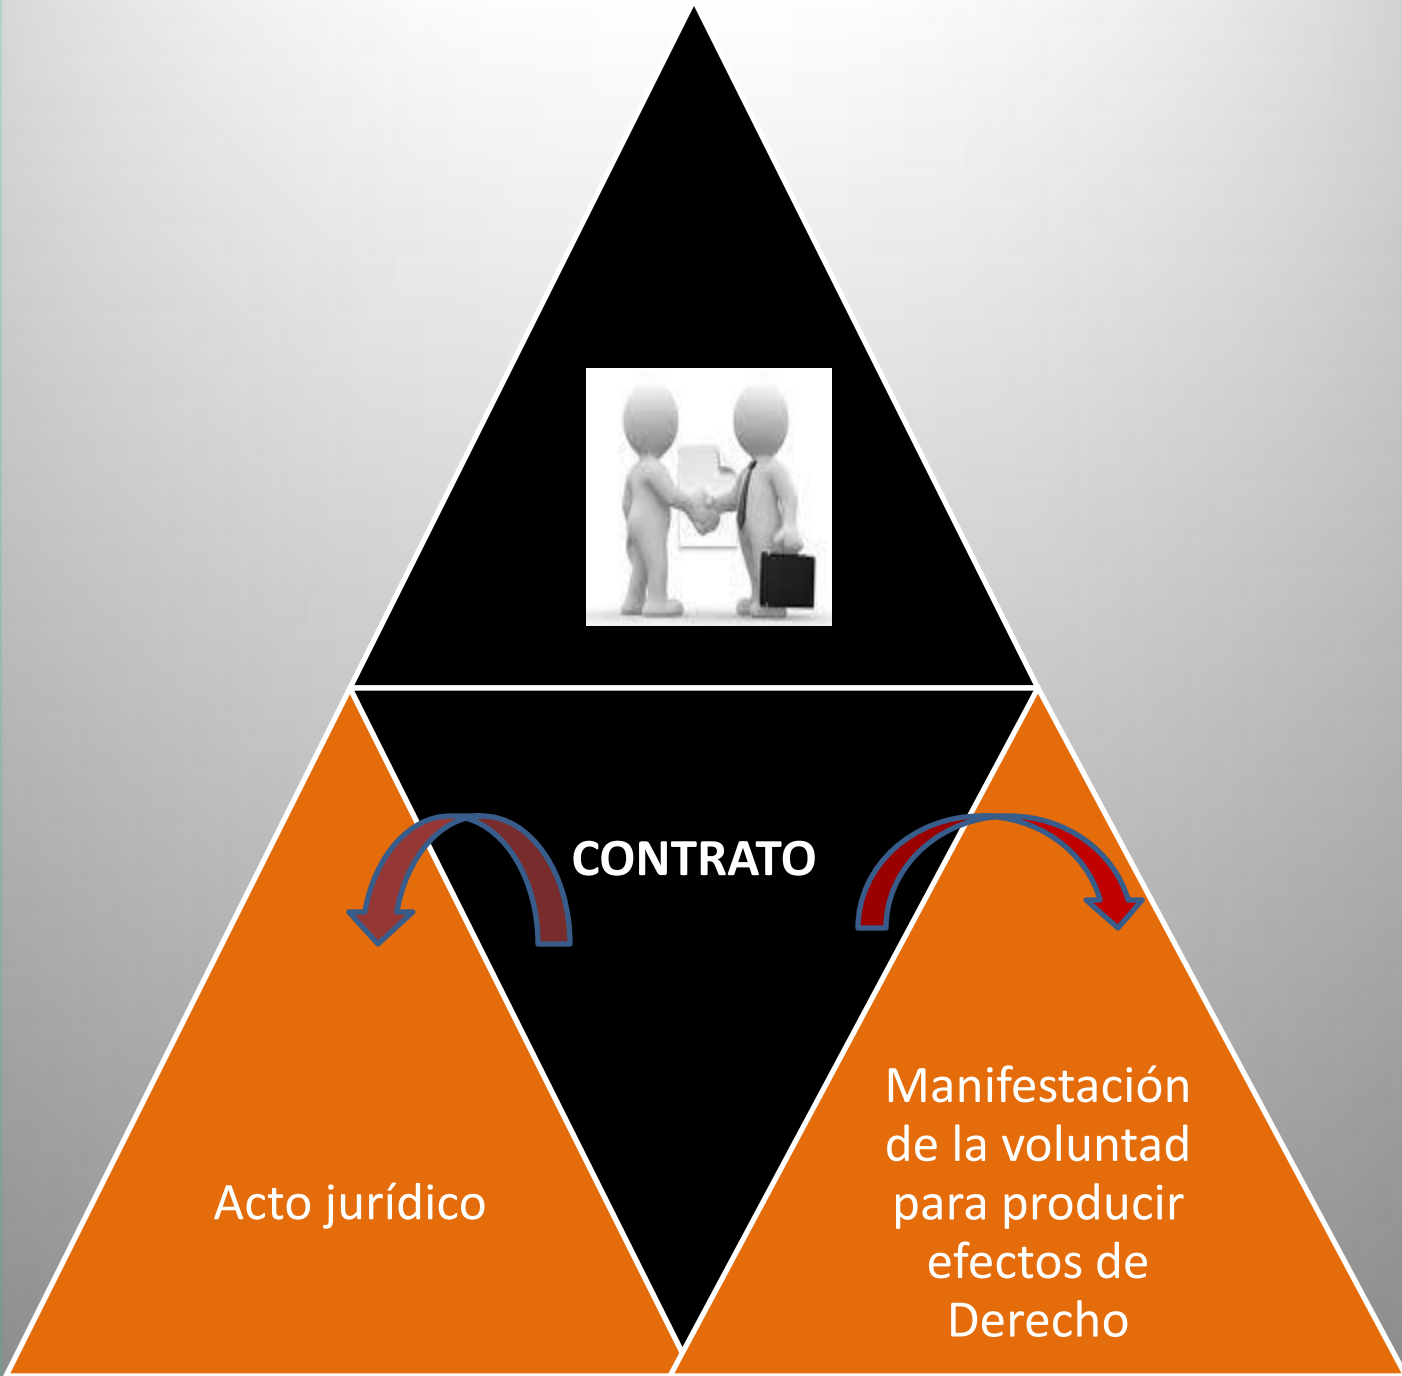 CONTRATO
Acto jurídico
Manifestación
de la voluntad
para producir
efectos de
Derecho